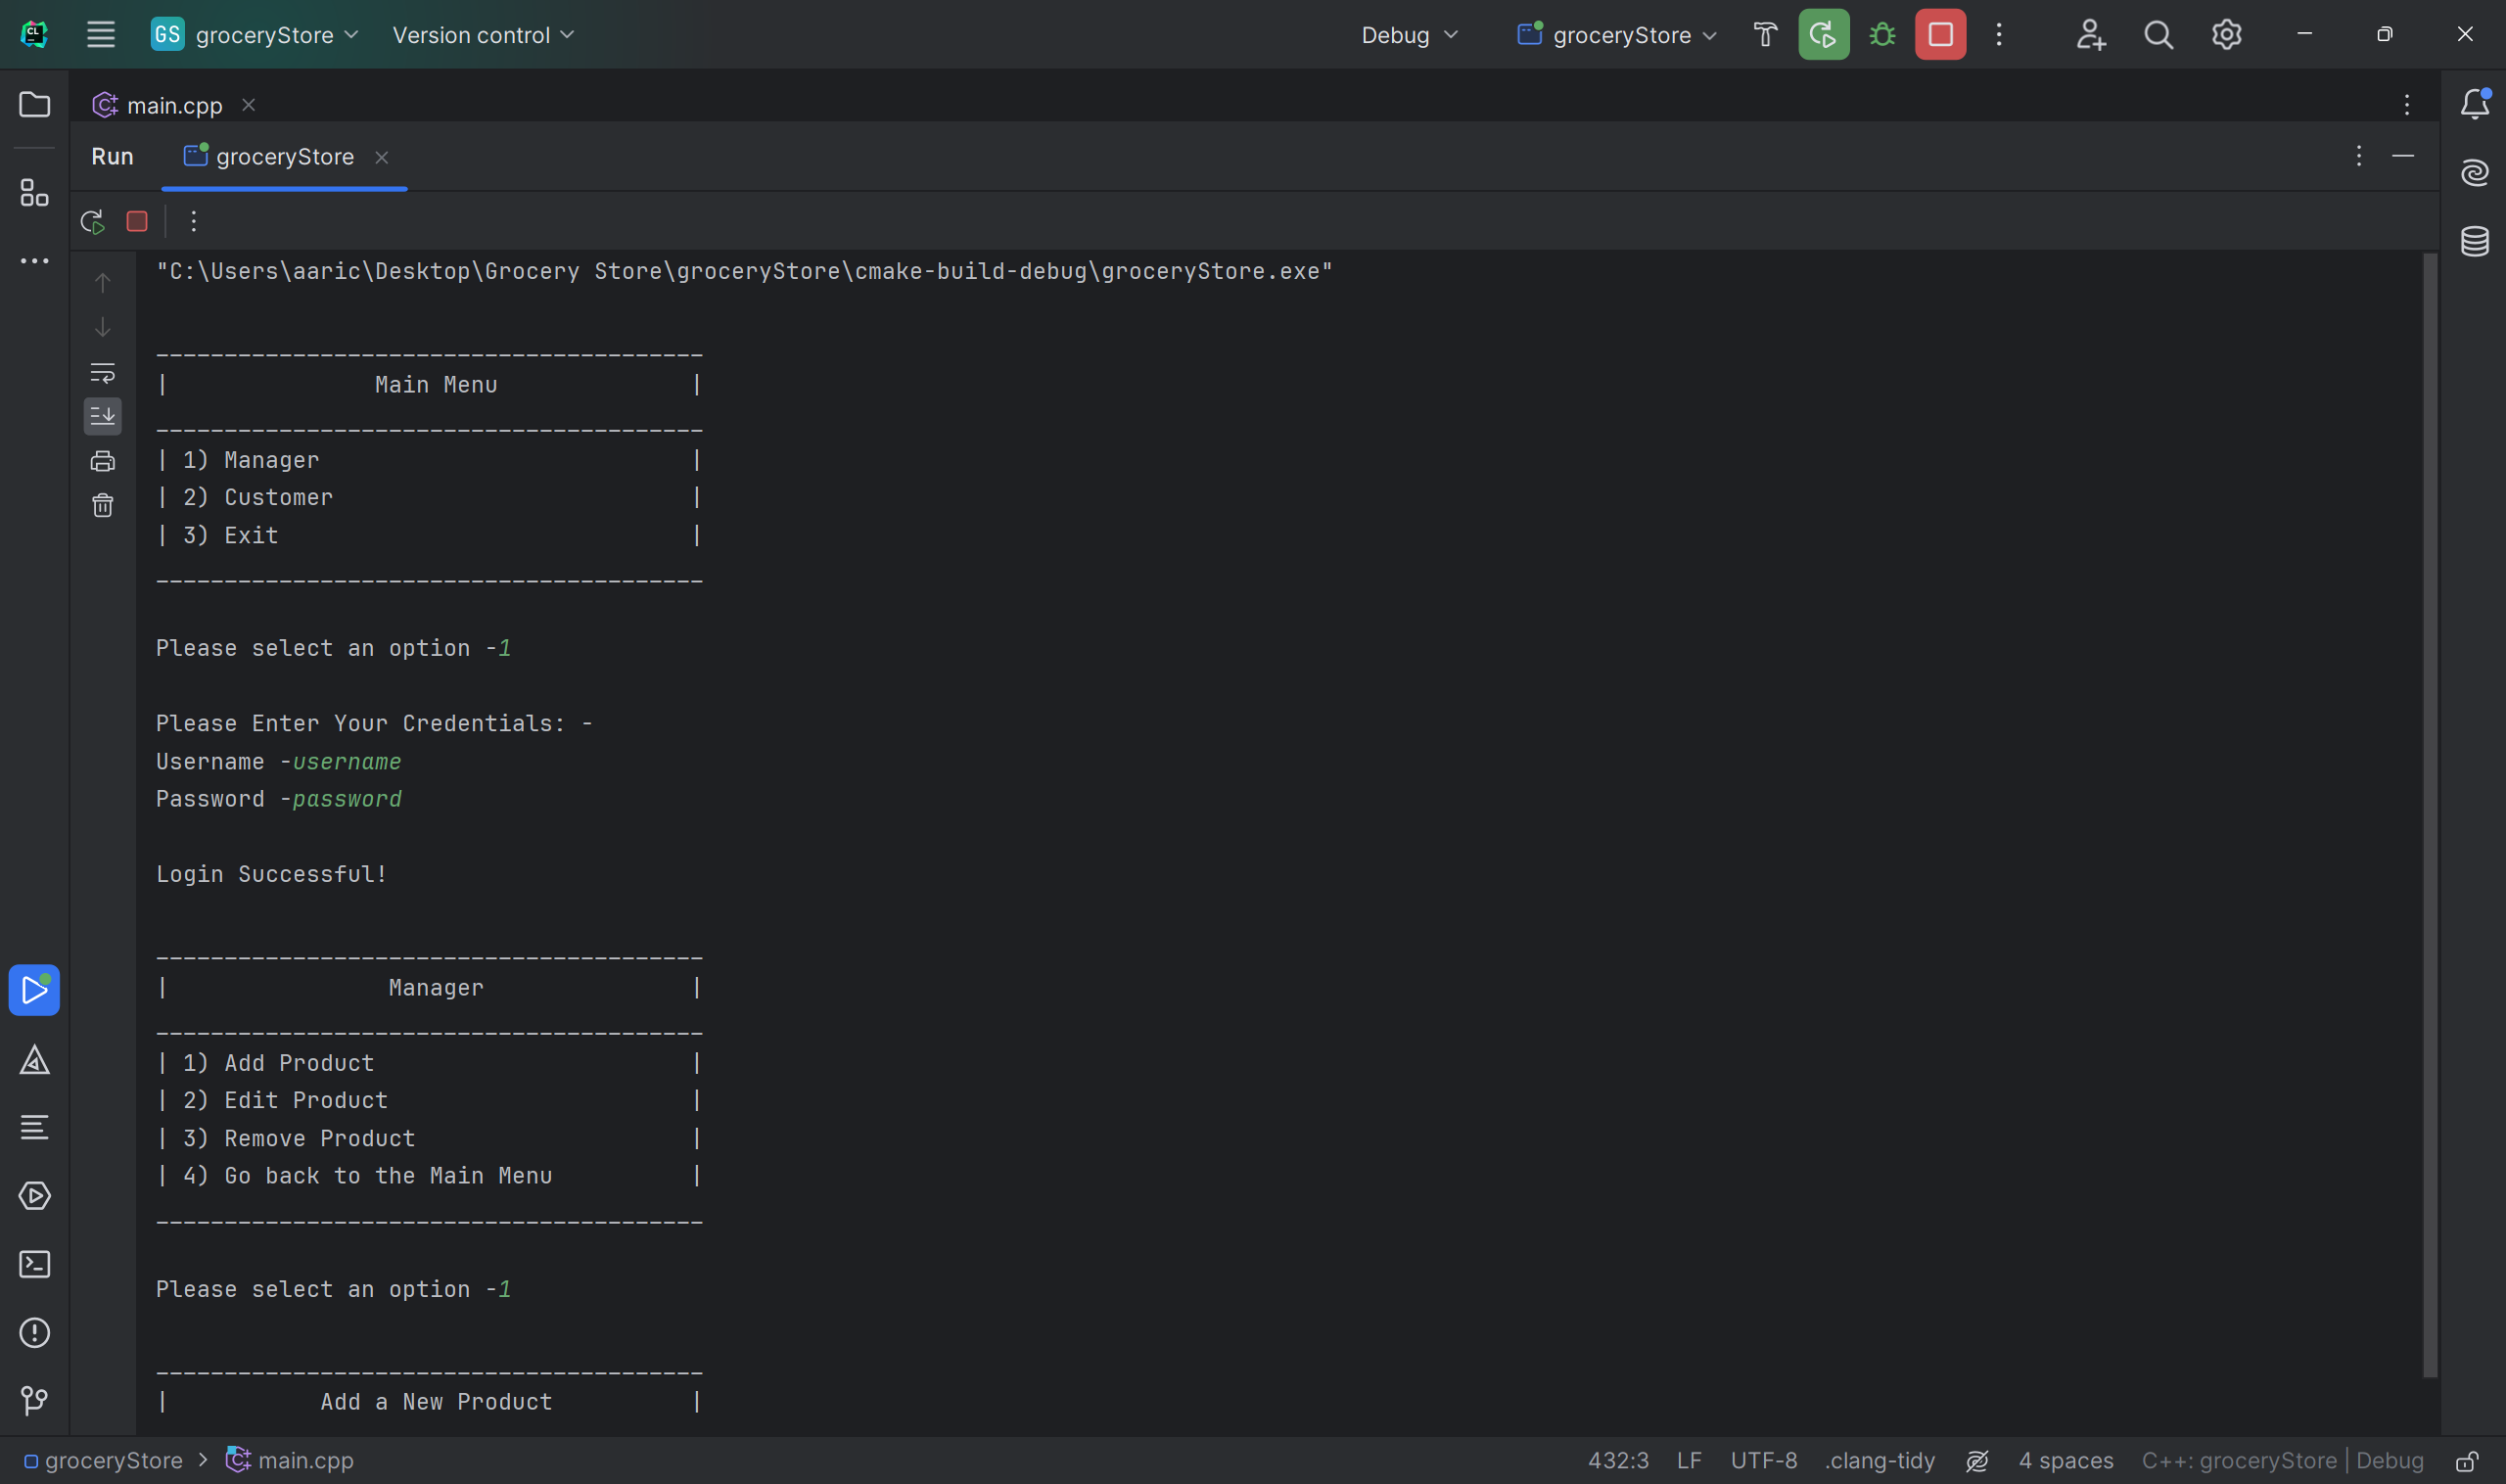 GS groceryStore Version control Debug groceryStore
main.cpp
Run groceryStore
"C:\Users\aaric\Desktop\Grocery Store\groceryStore\cmake-build-debug\groceryStore.exe"
----------------------------------------
|               Main Menu              |
----------------------------------------
| 1) Manager                           |
| 2) Customer                          |
| 3) Exit                              |
----------------------------------------
Please select an option -1
Please Enter Your Credentials: -
Username -username
Password -password
Login Successful!
----------------------------------------
|                Manager               |
----------------------------------------
| 1) Add Product                       |
| 2) Edit Product                      |
| 3) Remove Product                    |
| 4) Go back to the Main Menu          |
----------------------------------------
Please select an option -1
----------------------------------------
|           Add a New Product          |
groceryStore > main.cpp 432:3 LF UTF-8 .clang-tidy 4 spaces C++: groceryStore | Debug